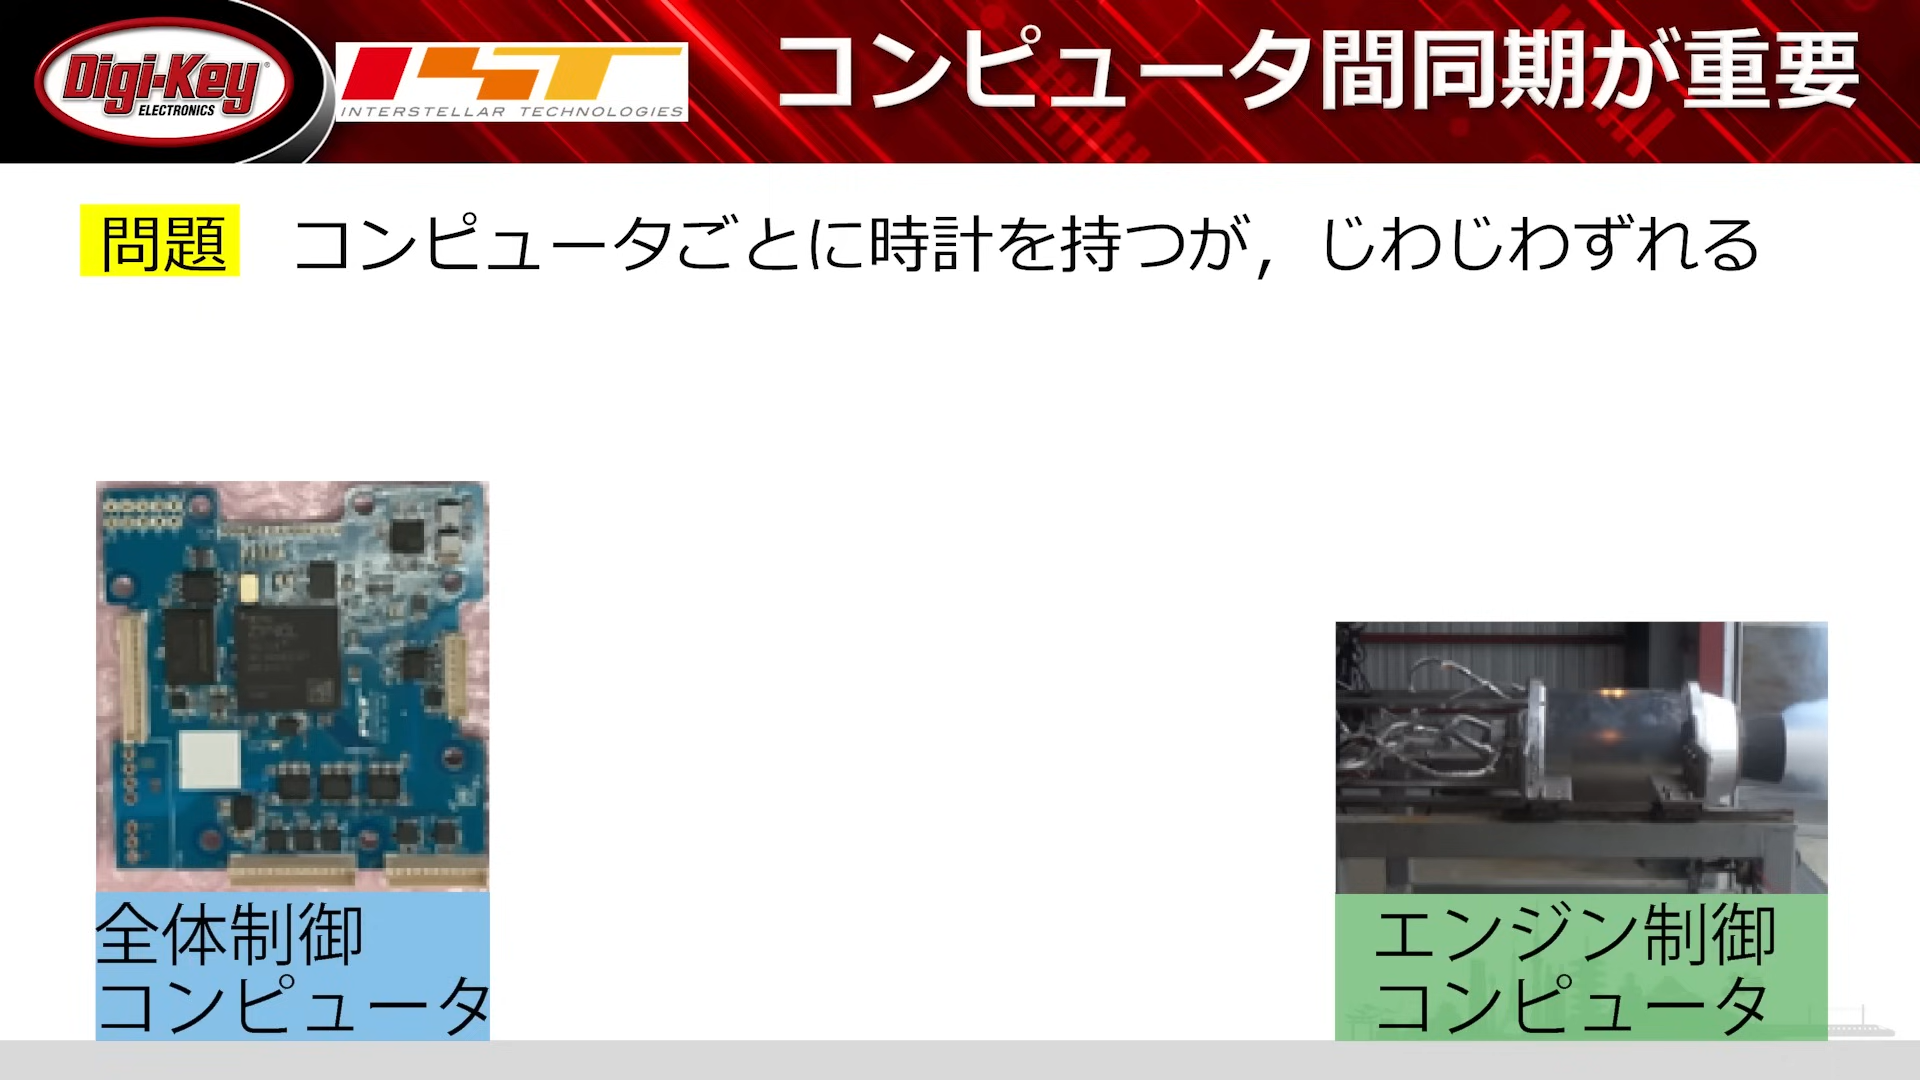 Digi-Key
ELECTRONICS
IST
INTERSTELLAR TECHNOLOGIES
コンピュータ間同期が重要
問題 コンピュータごとに時計を持つが，じわじわずれる
全体制御
コンピュータ
エンジン制御
コンピュータ